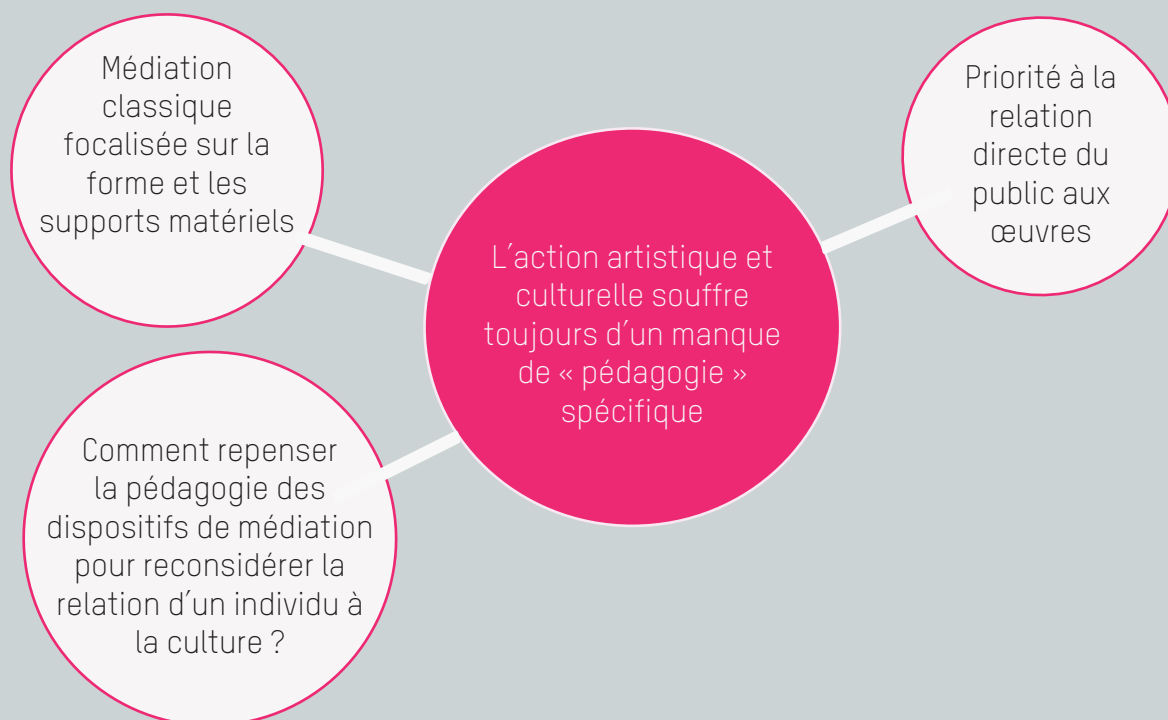 Médiation
classique
focalisée sur la
forme et les
supports matériels
Priorité à la
relation
directe du
public aux
œuvres
L'action artistique et
culturelle souffre
toujours d'un manque
de « pédagogie »
spécifique
Comment repenser
la pédagogie des
dispositifs de médiation
pour reconsidérer la
relation d'un individu à
la culture ?